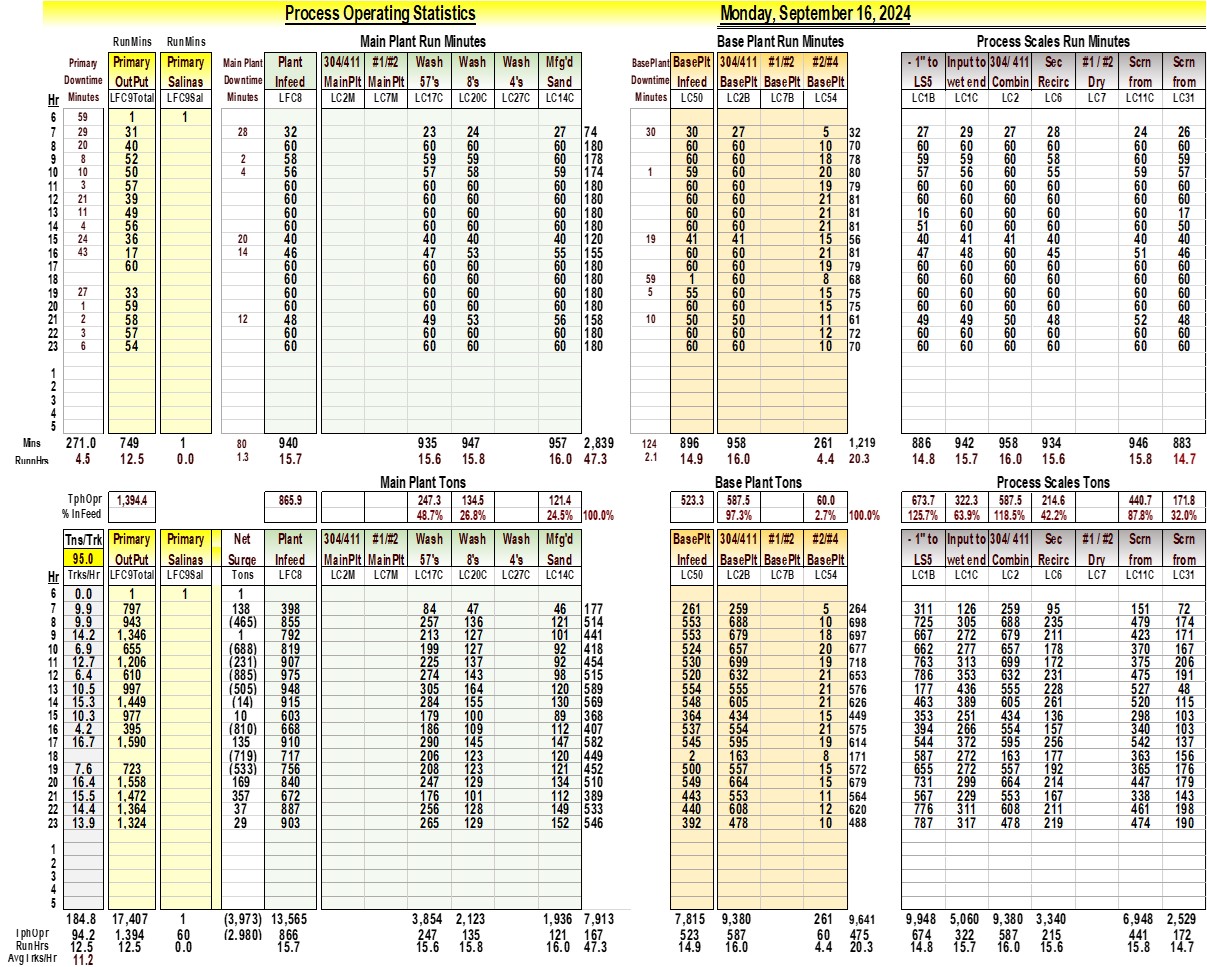 Process Operating Statistics Monday, September 16, 2024
RunMins RunMins Main Plant Run Minutes Base Plant Run Minutes Process Scales Run Minutes
Primary Primary Primary Main Plant Plant 304/411 #1/#2 Wash Wash Wash Mfg'd BasePlant BasePlt 304/411 #1/#2 #2/#4 - 1" to Input to 304/ 411 Sec #1 / #2 Scrn Scrn
Downtime OutPut Salinas Downtime Infeed MainPlt MainPlt 57's 8's 4's Sand Downtime Infeed BasePlt BasePlt BasePlt LS5 wet end Combin Recirc Dry from from
Hr Minutes LFC9Total LFC9Sal Minutes LFC8 LC2M LC7M LC17C LC20C LC27C LC14C Minutes LC50 LC2B LC7B LC54 LC1B LC1C LC2 LC6 LC7 LC11C LC31
6 59 1 1
7 29 31 28 32 23 24 27 74 30 30 27 5 32 27 29 27 28 24 26
8 20 40 60 60 60 60 180 60 60 10 70 60 60 60 60 60 60
9 8 52 2 58 59 59 60 178 60 60 18 78 59 59 60 58 60 59
10 10 50 4 56 57 58 59 174 1 59 60 20 80 57 56 60 55 59 57
11 3 57 60 60 60 60 180 60 60 19 79 60 60 60 60 60 60
12 21 39 60 60 60 60 180 60 60 21 81 60 60 60 60 60 60
13 11 49 60 60 60 60 180 60 60 21 81 16 60 60 60 60 17
14 4 56 60 60 60 60 180 60 60 21 81 51 60 60 60 60 50
15 24 36 20 40 40 40 40 120 19 41 41 15 56 40 41 41 40 40 40
16 43 17 14 46 47 53 55 155 60 60 21 81 47 48 60 45 51 46
17 60 60 60 60 60 180 60 60 19 79 60 60 60 60 60 60
18 60 60 60 60 180 59 1 60 8 68 60 60 60 60 60 60
19 27 33 60 60 60 60 180 5 55 60 15 75 60 60 60 60 60 60
20 1 59 60 60 60 60 180 60 60 15 75 60 60 60 60 60 60
21 2 58 12 48 49 53 56 158 10 50 50 11 61 49 49 50 48 52 48
22 3 57 60 60 60 60 180 60 60 12 72 60 60 60 60 60 60
23 6 54 60 60 60 60 180 60 60 10 70 60 60 60 60 60 60
1
2
3
4
5
Mins 271.0 749 1 80 940 935 947 957 2,839 124 896 958 261 1,219 886 942 958 934 946 883
RunnHrs 4.5 12.5 0.0 1.3 15.7 15.6 15.8 16.0 47.3 2.1 14.9 16.0 4.4 20.3 14.8 15.7 16.0 15.6 15.8 14.7
Main Plant Tons Base Plant Tons Process Scales Tons
TphOpr 1,394.4 865.9 247.3 134.5 121.4 523.3 587.5 60.0 673.7 322.3 587.5 214.6 440.7 171.8
% InFeed 48.7% 26.8% 24.5% 100.0% 97.3% 2.7% 100.0% 125.7% 63.9% 118.5% 42.2% 87.8% 32.0%
Tns/Trk Primary Primary Net Plant 304/411 #1/#2 Wash Wash Wash Mfg'd BasePlt 304/411 #1/#2 #2/#4 - 1" to Input to 304/ 411 Sec #1 / #2 Scrn Scrn
95.0 OutPut Salinas Surge Infeed MainPlt MainPlt 57's 8's 4's Sand Infeed BasePlt BasePlt BasePlt LS5 wet end Combin Recirc Dry from from
Hr Trks/Hr LFC9Total LFC9Sal Tons LFC8 LC2M LC7M LC17C LC20C LC27C LC14C LC50 LC2B LC7B LC54 LC1B LC1C LC2 LC6 LC7 LC11C LC31
6 0.0 1 1 1
7 9.9 797 138 398 84 47 46 177 261 259 5 264 311 126 259 95 151 72
8 9.9 943 (465) 855 257 136 121 514 553 688 10 698 725 305 688 235 479 174
9 14.2 1,346 1 792 213 127 101 441 553 679 18 697 667 272 679 211 423 171
10 6.9 655 (688) 819 199 127 92 418 524 657 20 677 662 277 657 178 370 167
11 12.7 1,206 (231) 907 225 137 92 454 530 699 19 718 763 313 699 172 375 206
12 6.4 610 (885) 975 274 143 98 515 520 632 21 653 786 353 632 231 475 191
13 10.5 997 (505) 948 305 164 120 589 554 555 21 576 177 436 555 228 527 48
14 15.3 1,449 (14) 915 284 155 130 569 548 605 21 626 463 389 605 261 520 115
15 10.3 977 10 603 179 100 89 368 364 434 15 449 353 251 434 136 298 103
16 4.2 395 (810) 668 186 109 112 407 537 554 21 575 394 266 554 157 340 103
17 16.7 1,590 135 910 290 145 147 582 545 595 19 614 544 372 595 256 542 137
18 (719) 717 206 123 120 449 2 163 8 171 587 272 163 177 363 156
19 7.6 723 (533) 756 208 123 121 452 500 557 15 572 655 272 557 192 365 176
20 16.4 1,558 169 840 247 129 134 510 549 664 15 679 731 299 664 214 447 179
21 15.5 1,472 357 672 176 101 112 389 443 553 11 564 567 229 553 167 338 143
22 14.4 1,364 37 887 256 128 149 533 440 608 12 620 776 311 608 211 461 198
23 13.9 1,324 29 903 265 129 152 546 392 478 10 488 787 317 478 219 474 190
1
2
3
4
5
184.8 17,407 1 (3,973) 13,565 3,854 2,123 1,936 7,913 7,815 9,380 261 9,641 9,948 5,060 9,380 3,340 6,948 2,529
TphOpr 94.2 1,394 60 (2,980) 866 247 135 121 167 523 587 60 475 674 322 587 215 441 172
RunHrs 12.5 12.5 0.0 15.7 15.6 15.8 16.0 47.3 14.9 16.0 4.4 20.3 14.8 15.7 16.0 15.6 15.8 14.7
Avg Trks/Hr 11.2